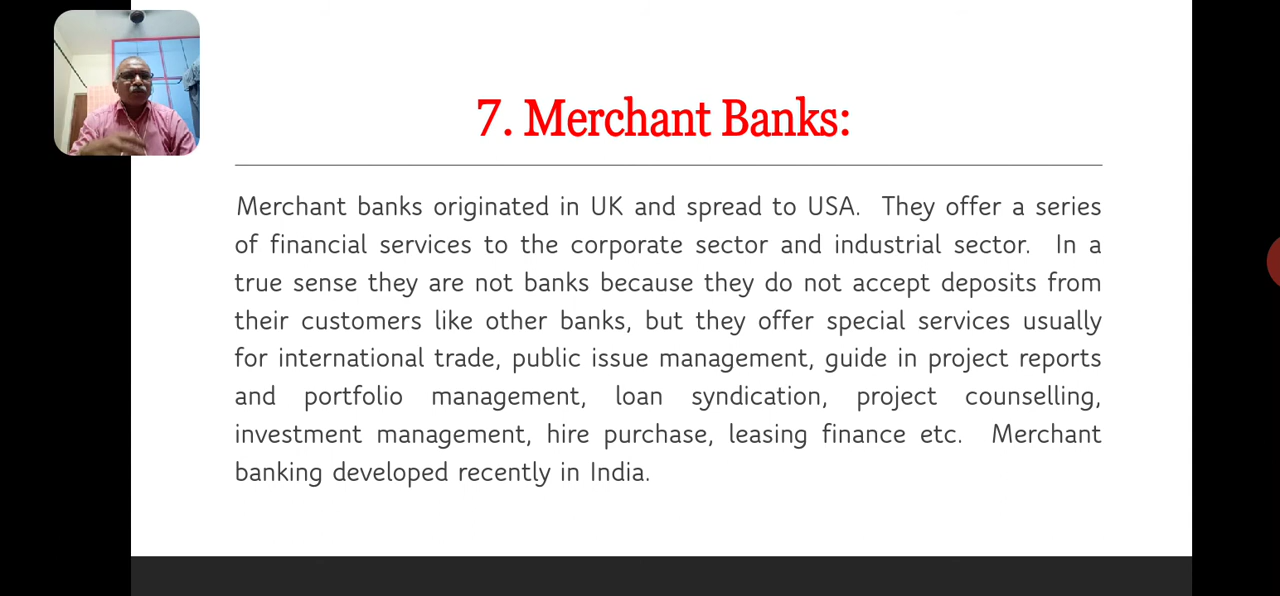 7. Merchant Banks:
Merchant banks originated in UK and spread to USA. They offer a series
of financial services to the corporate sector and industrial sector. In a
true sense they are not banks because they do not accept deposits from
their customers like other banks, but they offer special services usually
for international trade, public issue management, guide in project reports
and portfolio management, loan syndication, project counselling,
investment management, hire purchase, leasing finance etc. Merchant
banking developed recently in India.